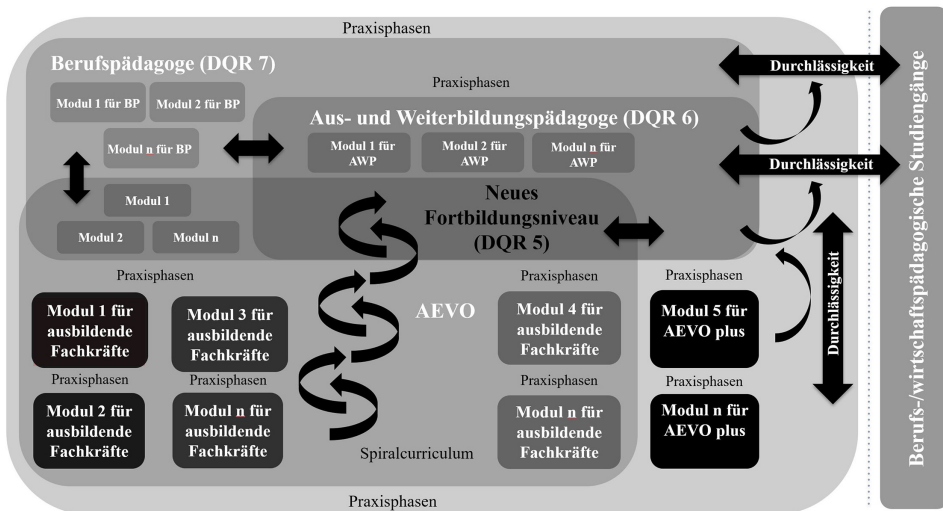 Praxisphasen
Berufspädagoge (DQR 7)
Praxisphasen
Durchlässigkeit
Modul 1 für BP
Modul 2 für BP
Aus- und Weiterbildungspädagoge (DQR 6)
Modul n für BP
Modul 1 für
AWP
Modul 2 für
AWP
Modul n für
AWP
Durchlässigkeit
Modul 1
Modul 2
Modul n
Neues
Fortbildungsniveau
(DQR 5)
Praxisphasen
Praxisphasen
Praxisphasen
AEVO
Modul 1 für
ausbildende
Fachkräfte
Modul 3 für
ausbildende
Fachkräfte
Modul 4 für
ausbildende
Fachkräfte
Modul 5 für
AEVO plus
Durchlässigkeit
Praxisphasen
Praxisphasen
Praxisphasen
Praxisphasen
Modul 2 für
ausbildende
Fachkräfte
Modul n für
ausbildende
Fachkräfte
Modul n für
ausbildende
Fachkräfte
Modul n für
AEVO plus
Spiralcurriculum
Praxisphasen
Berufs-/wirtschaftspädagogische Studiengänge